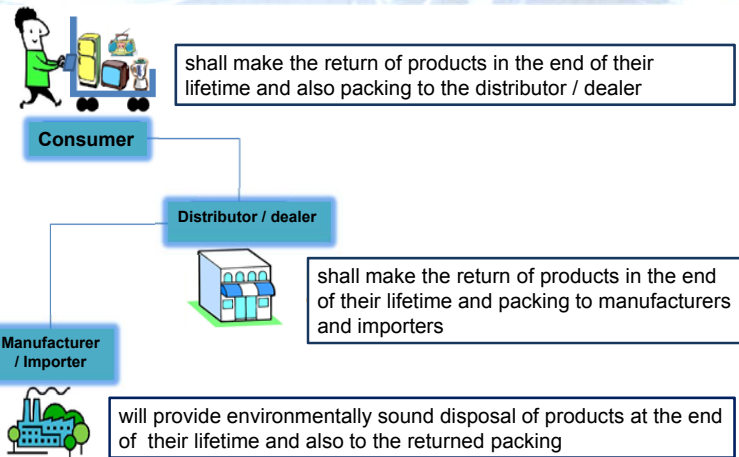 shall make the return of products in the end of their
lifetime and also packing to the distributor / dealer
Consumer
Distributor / dealer
shall make the return of products in the end
of their lifetime and packing to manufacturers
and importers
Manufacturer
/ Importer
will provide environmentally sound disposal of products at the end
of their lifetime and also to the returned packing